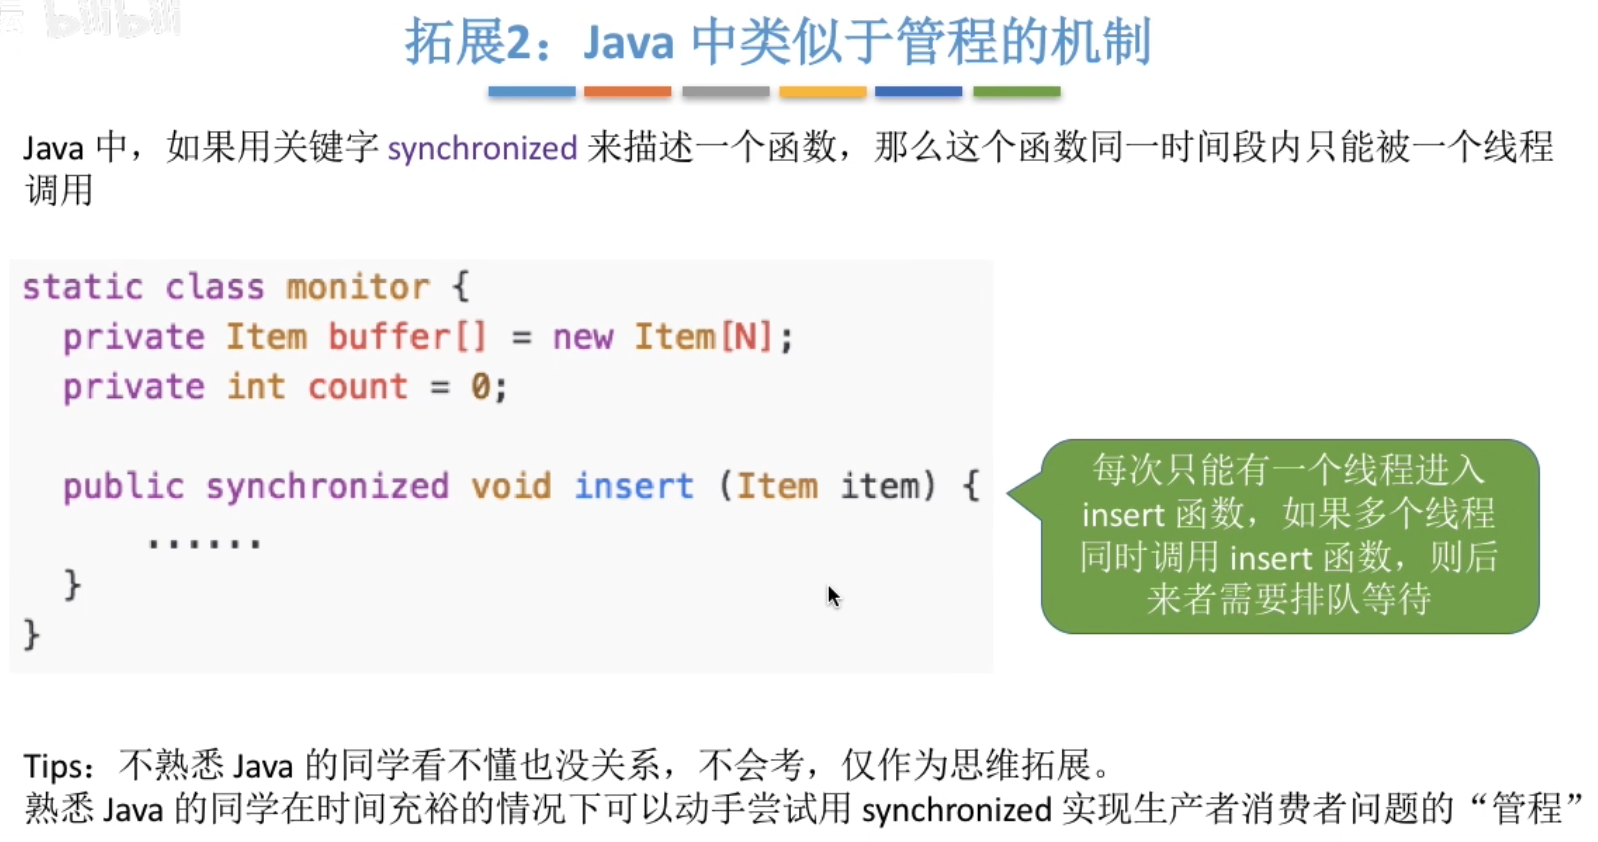 bilibili
拓展2：Java 中类似于管程的机制
Java 中，如果用关键字 synchronized 来描述一个函数，那么这个函数同一时间段内只能被一个线程
调用
static class monitor {
private Item buffer[] = new Item[N];
private int count = 0;
public synchronized void insert (Item item) {
......
}
}
每次只能有一个线程进入
insert 函数，如果多个线程
同时调用 insert 函数，则后
来者需要排队等待
Tips：不熟悉 Java 的同学看不懂也没关系，不会考，仅作为思维拓展。
熟悉 Java 的同学在时间充裕的情况下可以动手尝试用 synchronized 实现生产者消费者问题的“管程”